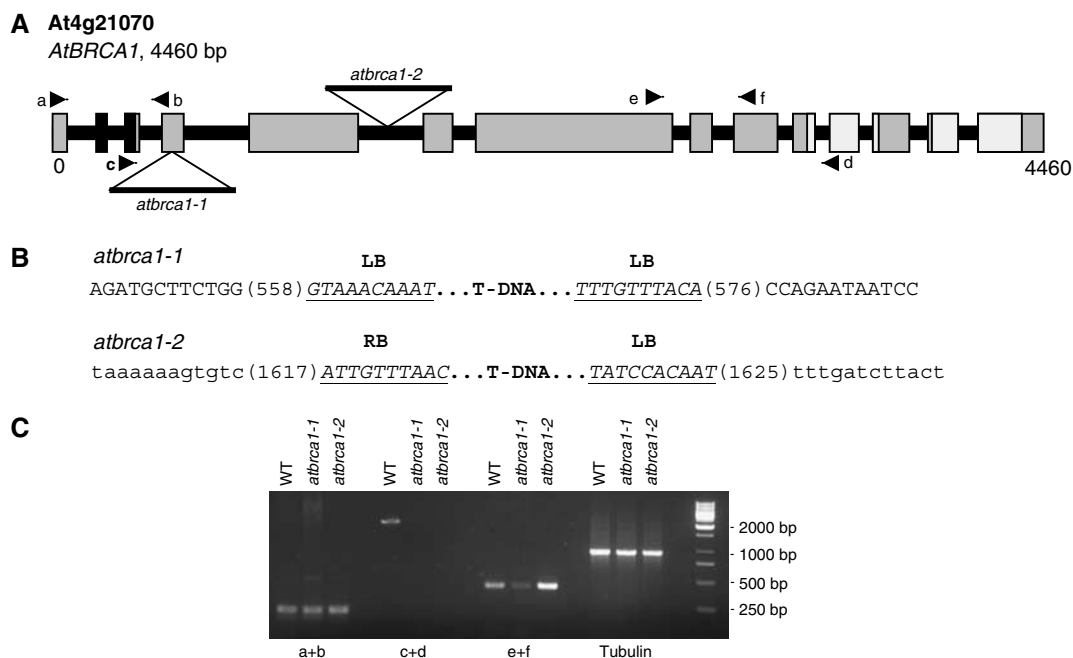 A At4g21070
AtBRCA1, 4460 bp
atbrca1-2
a b e f
c d
0 4460
atbrca1-1
B atbrca1-1
LB LB
AGATGCTTCTGG(558)GTAAACAAAT...T-DNA...TTTGTTTACA(576)CCAGAATAATCC
atbrca1-2 RB LB
taaaaaagtgtc(1617)ATTGTTTAAC...T-DNA...TATCCACAAT(1625)tttgatcttact
C
WT atbrca1-1 atbrca1-2 WT atbrca1-1 atbrca1-2 WT atbrca1-1 atbrca1-2 WT atbrca1-1 atbrca1-2
- 2000 bp
- 1000 bp
- 500 bp
- 250 bp
a+b c+d e+f Tubulin